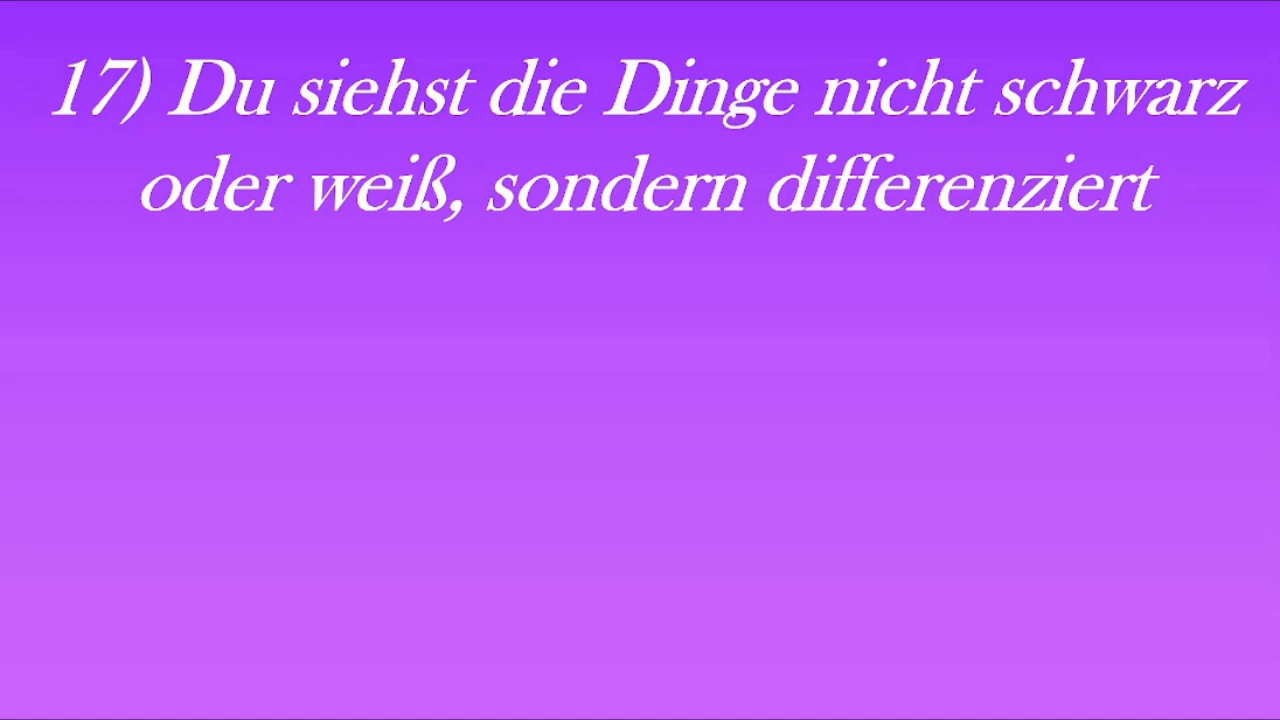 17) Du siehst die Dinge nicht schwarz
oder weiß, sondern differenziert